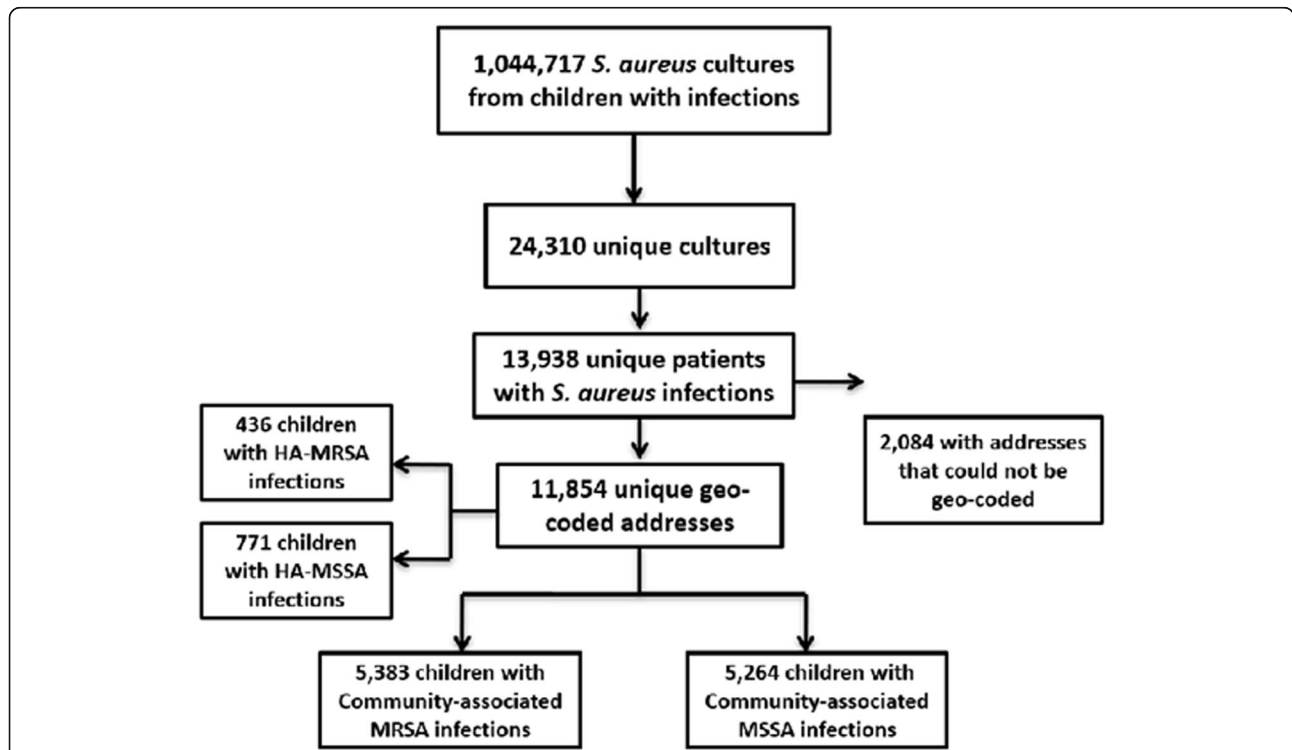 1,044,717 S. aureus cultures
from children with infections
24,310 unique cultures
13,938 unique patients
with S. aureus infections
2,084 with addresses
that could not be
geo-coded
436 children
with HA-MRSA
infections
11,854 unique geo-
coded addresses
771 children
with HA-MSSA
infections
5,383 children with
Community-associated
MRSA infections
5,264 children with
Community-associated
MSSA infections